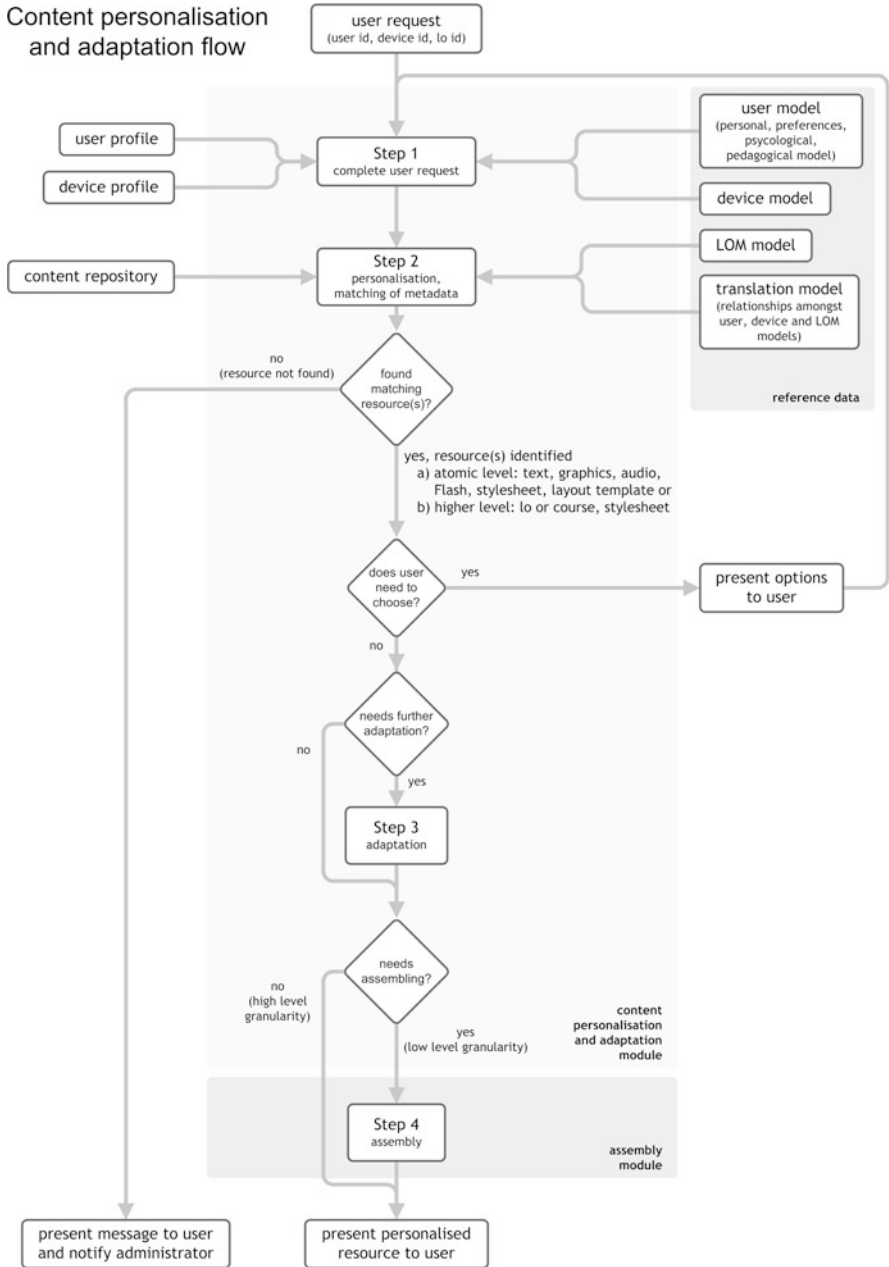 Content personalisation
and adaptation flow
user request
(user id, device id, lo id)
user profile
device profile
Step 1
complete user request
user model
(personal, preferences,
psycological,
pedagogical model)
device model
content repository
Step 2
personalisation,
matching of metadata
LOM model
translation model
(relationships amongst
user, device and LOM
models)
reference data
no
(resource not found)
found
matching
resource(s)?
yes, resource(s) identified
a) atomic level: text, graphics, audio,
Flash, stylesheet, layout template or
b) higher level: lo or course, stylesheet
does user
need to
choose?
yes
present options
to user
no
needs further
adaptation?
no
yes
Step 3
adaptation
needs
assembling?
no
(high level
granularity)
yes
(low level granularity)
content
personalisation
and adaptation
module
Step 4
assembly
assembly
module
present message to user
and notify administrator
present personalised
resource to user